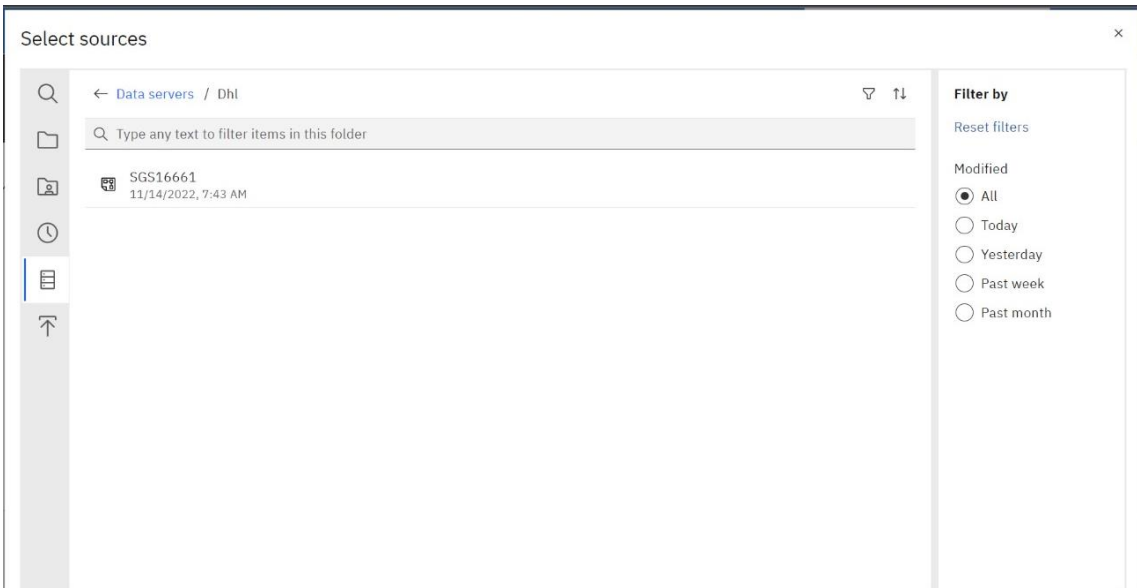 Select sources
Data servers / Dhl
Type any text to filter items in this folder
SGS16661
11/14/2022, 7:43 AM
Filter by
Reset filters
Modified
All
Today
Yesterday
Past week
Past month